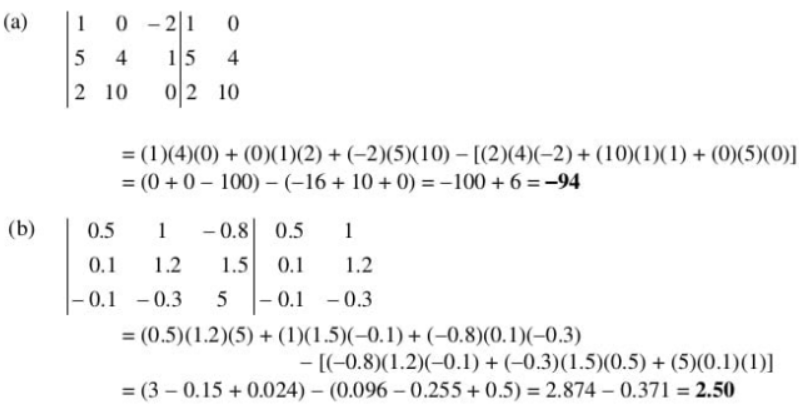 (a) | 1 0 – 2 | 1 0
| 5 4 1 | 5 4
| 2 10 0 | 2 10
= (1)(4)(0) + (0)(1)(2) + (–2)(5)(10) – [(2)(4)(–2) + (10)(1)(1) + (0)(5)(0)]
= (0 + 0 – 100) – (–16 + 10 + 0) = –100 + 6 = –94
(b) | 0.5 1 – 0.8 | 0.5 1
| 0.1 1.2 1.5 | 0.1 1.2
| – 0.1 – 0.3 5 | – 0.1 – 0.3
= (0.5)(1.2)(5) + (1)(1.5)(–0.1) + (–0.8)(0.1)(–0.3)
– [(–0.8)(1.2)(–0.1) + (–0.3)(1.5)(0.5) + (5)(0.1)(1)]
= (3 – 0.15 + 0.024) – (0.096 – 0.255 + 0.5) = 2.874 – 0.371 = 2.50